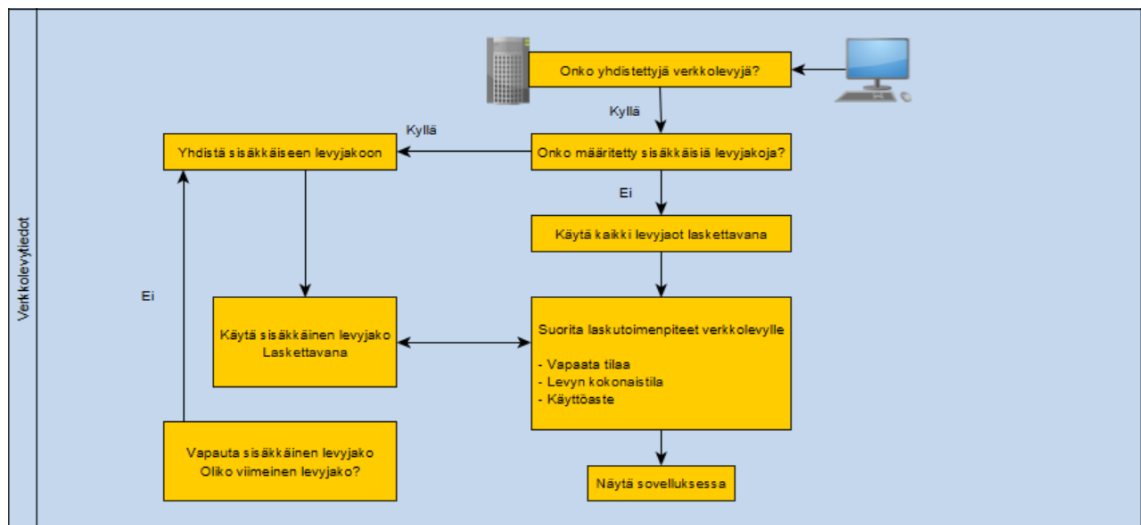 Verkkolevytiedot
Onko yhdistettyjä verkkolevyjä?
Kyllä
Kyllä
Yhdistä sisäkkäiseen levyjakoon
Onko määritetty sisäkkäisiä levyjakoja?
Ei
Käytä kaikki levyjaot laskettavana
Ei
Käytä sisäkkäinen levyjako
Laskettavana
Suorita laskutoimenpiteet verkkolevylle
- Vapaata tilaa
- Levyn kokonaistila
- Käyttöaste
Vapauta sisäkkäinen levyjako
Oliko viimeinen levyjako?
Näytä sovelluksessa